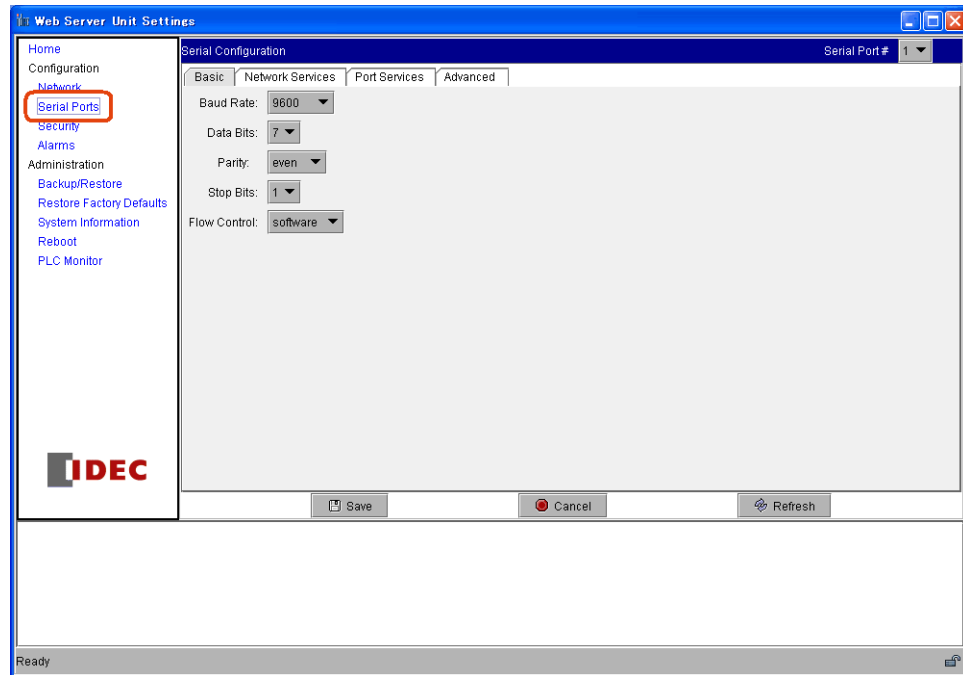 Web Server Unit Settings
Home
Configuration
Network
Serial Ports
Security
Alarms
Administration
Backup/Restore
Restore Factory Defaults
System Information
Reboot
PLC Monitor
IDEC
Serial Configuration Serial Port # 1
Basic Network Services Port Services Advanced
Baud Rate: 9600
Data Bits: 7
Parity: even
Stop Bits: 1
Flow Control: software
Save Cancel Refresh
Ready